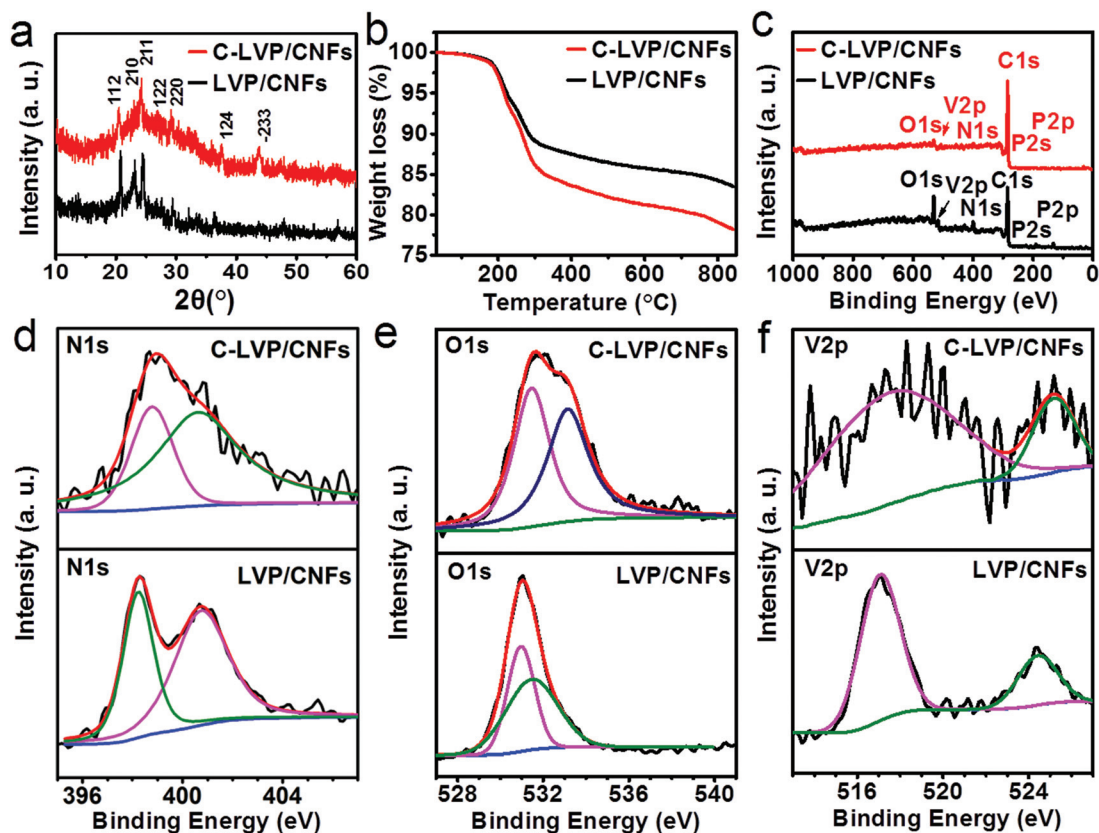 a
C-LVP/CNFs
LVP/CNFs
112
210
211
122
220
124
-233
Intensity (a. u.)
10 20 30 40 50 60
2θ(°)
b
C-LVP/CNFs
LVP/CNFs
Weight loss (%)
100
95
90
85
80
75
0 200 400 600 800
Temperature (°C)
c
C-LVP/CNFs
LVP/CNFs
C1s
V2p
O1s
N1s
P2p
P2s
O1s
V2p
C1s
N1s
P2p
P2s
Intensity (a. u.)
1000 800 600 400 200 0
Binding Energy (eV)
d
N1s
C-LVP/CNFs
N1s
LVP/CNFs
Intensity (a. u.)
Intensity (a. u.)
396 400 404
Binding Energy (eV)
e
O1s
C-LVP/CNFs
O1s
LVP/CNFs
Intensity (a. u.)
Intensity (a. u.)
528 532 536 540
Binding Energy (eV)
f
V2p
C-LVP/CNFs
V2p
LVP/CNFs
Intensity (a. u.)
Intensity (a. u.)
516 520 524
Binding Energy (eV)